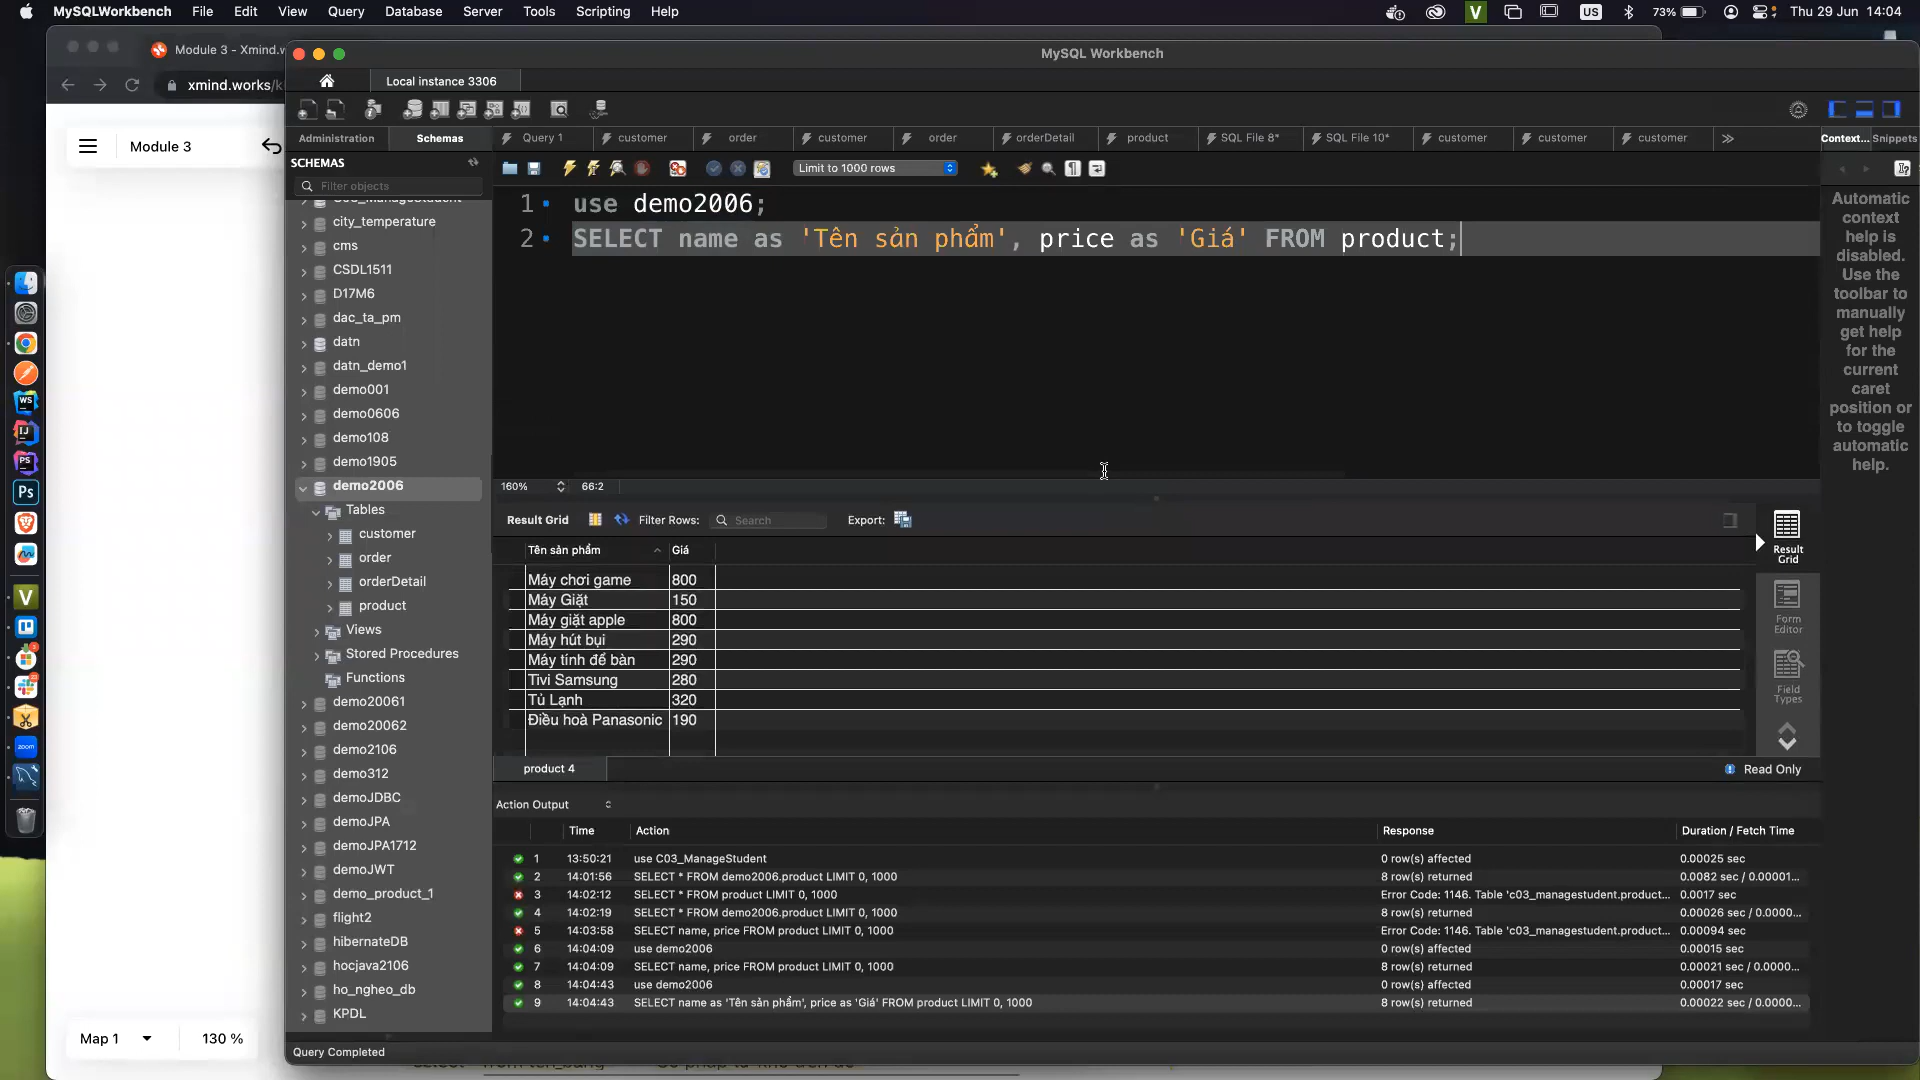 MySQLWorkbench File Edit View Query Database Server Tools Scripting Help
US 73% Thu 29 Jun 14:04
Module 3 - Xmind.w
MySQL Workbench
xmind.works/k
Local instance 3306
Module 3
Administration Schemas
Query 1 customer order customer order orderDetail product SQL File 8* SQL File 10* customer customer customer
Context... Snippets
SCHEMAS
Filter objects
Limit to 1000 rows
1 use demo2006;
2 SELECT name as 'Tên sản phẩm', price as 'Giá' FROM product;
Automatic
context
help is
disabled.
Use the
toolbar to
manually
get help
for the
current
caret
position or
to toggle
automatic
help.
city_temperature
cms
CSDL1511
D17M6
dac_ta_pm
datn
datn_demo1
demo001
demo0606
demo108
demo1905
demo2006
Tables
customer
order
orderDetail
product
Views
Stored Procedures
Functions
demo20061
demo20062
demo2106
demo312
demoJDBC
demoJPA
demoJPA1712
demoJWT
demo_product_1
flight2
hibernateDB
hocjava2106
ho_ngheo_db
KPDL
160% 66:2
Result Grid Filter Rows: Search Export:
Tên sản phẩm Giá
Máy chơi game 800
Máy Giặt 150
Máy giặt apple 800
Máy hút bụi 290
Máy tính để bàn 290
Tivi Samsung 280
Tủ Lạnh 320
Điều hoà Panasonic 190
Result
Grid
Form
Editor
Field
Types
product 4
Read Only
Action Output
Time Action Response Duration / Fetch Time
1 13:50:21 use C03_ManageStudent 0 row(s) affected 0.00025 sec
2 14:01:56 SELECT * FROM demo2006.product LIMIT 0, 1000 8 row(s) returned 0.0082 sec / 0.00001...
3 14:02:12 SELECT * FROM product LIMIT 0, 1000 Error Code: 1146. Table 'c03_managestudent.product... 0.0017 sec
4 14:02:19 SELECT * FROM demo2006.product LIMIT 0, 1000 8 row(s) returned 0.00026 sec / 0.0000...
5 14:03:58 SELECT name, price FROM product LIMIT 0, 1000 Error Code: 1146. Table 'c03_managestudent.product... 0.00094 sec
6 14:04:09 use demo2006 0 row(s) affected 0.00015 sec
7 14:04:09 SELECT name, price FROM product LIMIT 0, 1000 8 row(s) returned 0.00021 sec / 0.0000...
8 14:04:43 use demo2006 0 row(s) affected 0.00017 sec
9 14:04:43 SELECT name as 'Tên sản phẩm', price as 'Giá' FROM product LIMIT 0, 1000 8 row(s) returned 0.00022 sec / 0.0000...
Map 1 130 %
Query Completed